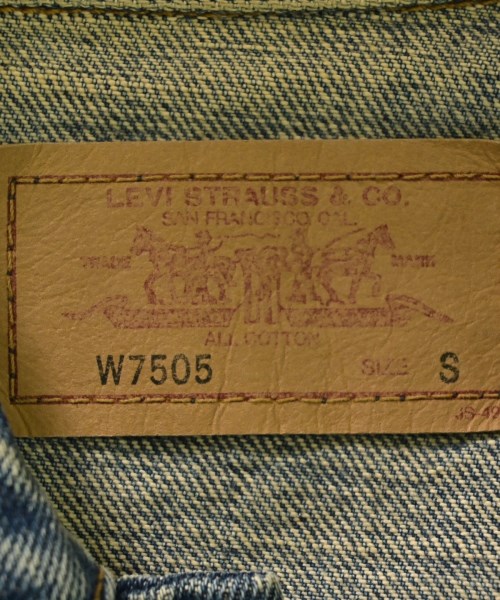 LEVI STRAUSS & CO.
SAN FRANCISCO, CAL.
TRADE MARK
ALL COTTON
W7505 SIZE S